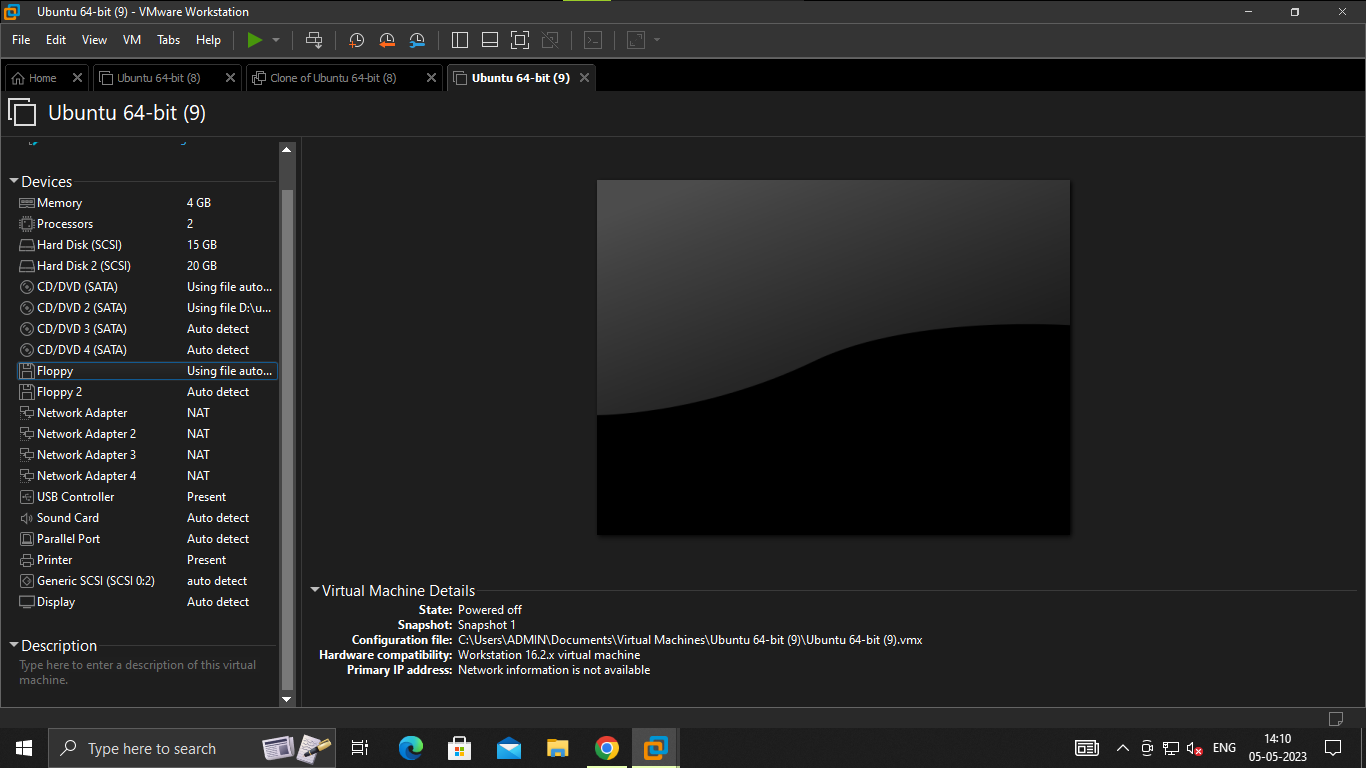 Ubuntu 64-bit (9) - VMware Workstation
File Edit View VM Tabs Help
Home Ubuntu 64-bit (8) Clone of Ubuntu 64-bit (8) Ubuntu 64-bit (9)
Ubuntu 64-bit (9)
Devices
Memory 4 GB
Processors 2
Hard Disk (SCSI) 15 GB
Hard Disk 2 (SCSI) 20 GB
CD/DVD (SATA) Using file auto...
CD/DVD 2 (SATA) Using file D:\u...
CD/DVD 3 (SATA) Auto detect
CD/DVD 4 (SATA) Auto detect
Floppy Using file auto...
Floppy 2 Auto detect
Network Adapter NAT
Network Adapter 2 NAT
Network Adapter 3 NAT
Network Adapter 4 NAT
USB Controller Present
Sound Card Auto detect
Parallel Port Auto detect
Printer Present
Generic SCSI (SCSI 0:2) auto detect
Display Auto detect
Description
Type here to enter a description of this virtual
machine.
Virtual Machine Details
State: Powered off
Snapshot: Snapshot 1
Configuration file: C:\Users\ADMIN\Documents\Virtual Machines\Ubuntu 64-bit (9)\Ubuntu 64-bit (9).vmx
Hardware compatibility: Workstation 16.2.x virtual machine
Primary IP address: Network information is not available
Type here to search
ENG
14:10
05-05-2023